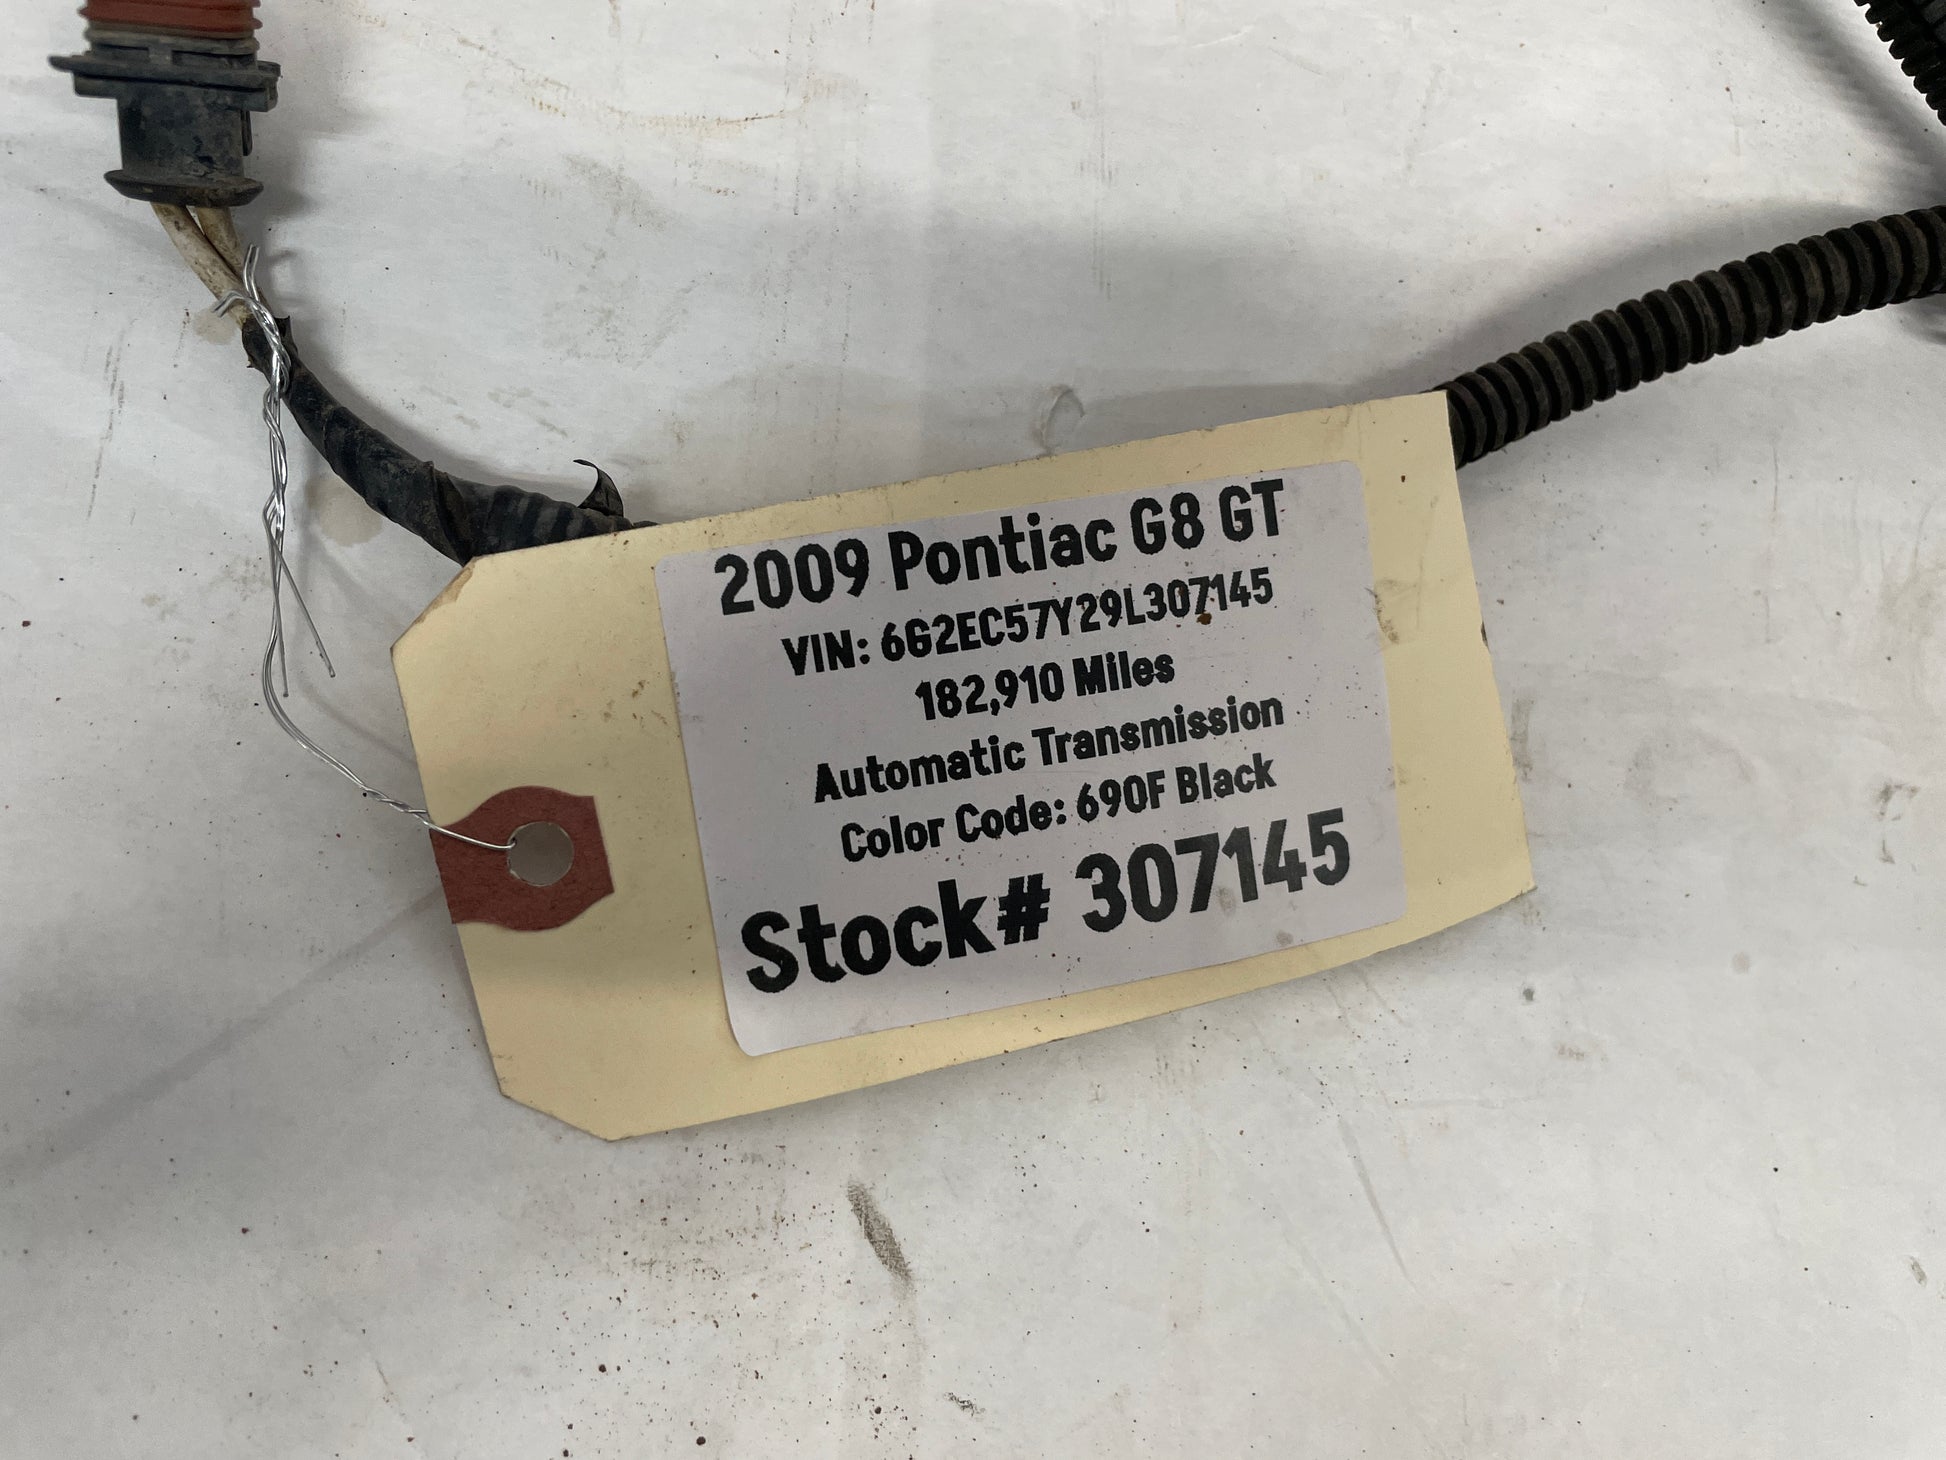 2009 Pontiac G8 GT
VIN: 6G2EC57Y29L307145
182,910 Miles
Automatic Transmission
Color Code: 690F Black
Stock# 307145